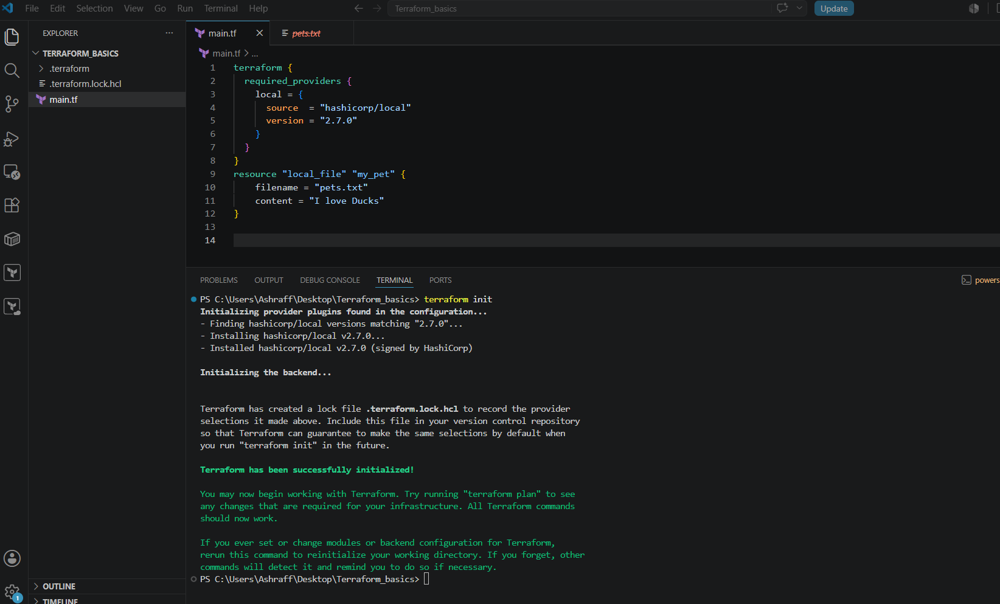 File Edit Selection View Go Run Terminal Help
Terraform_basics
Update
EXPLORER
TERRAFORM_BASICS
.terraform
.terraform.lock.hcl
main.tf
OUTLINE
TIMELINE
1
main.tf
pets.txt
main.tf > ...
1 terraform {
2   required_providers {
3     local = {
4       source  = "hashicorp/local"
5       version = "2.7.0"
6     }
7   }
8 }
9 resource "local_file" "my_pet" {
10     filename = "pets.txt"
11     content = "I love Ducks"
12 }
13
14
PROBLEMS OUTPUT DEBUG CONSOLE TERMINAL PORTS
powers
PS C:\Users\Ashraff\Desktop\Terraform_basics> terraform init
Initializing provider plugins found in the configuration...
- Finding hashicorp/local versions matching "2.7.0"...
- Installing hashicorp/local v2.7.0...
- Installed hashicorp/local v2.7.0 (signed by HashiCorp)
Initializing the backend...
Terraform has created a lock file .terraform.lock.hcl to record the provider
selections it made above. Include this file in your version control repository
so that Terraform can guarantee to make the same selections by default when
you run "terraform init" in the future.
Terraform has been successfully initialized!
You may now begin working with Terraform. Try running "terraform plan" to see
any changes that are required for your infrastructure. All Terraform commands
should now work.
If you ever set or change modules or backend configuration for Terraform,
rerun this command to reinitialize your working directory. If you forget, other
commands will detect it and remind you to do so if necessary.
PS C:\Users\Ashraff\Desktop\Terraform_basics>